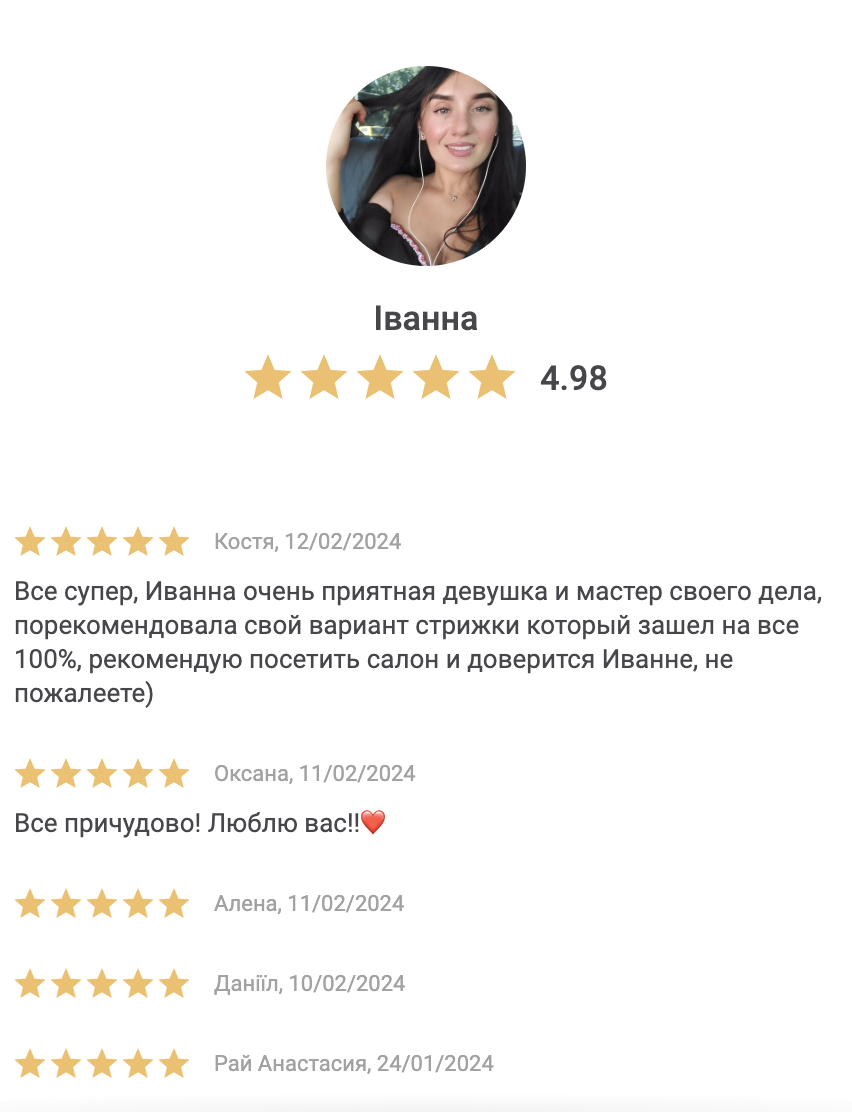 Іванна
4.98
Костя, 12/02/2024
Все супер, Иванна очень приятная девушка и мастер своего дела,
порекомендовала свой вариант стрижки который зашел на все
100%, рекомендую посетить салон и доверится Иванне, не
пожалеете)
Оксана, 11/02/2024
Все причудово! Люблю вас!!❤️
Алена, 11/02/2024
Даніїл, 10/02/2024
Рай Анастасия, 24/01/2024